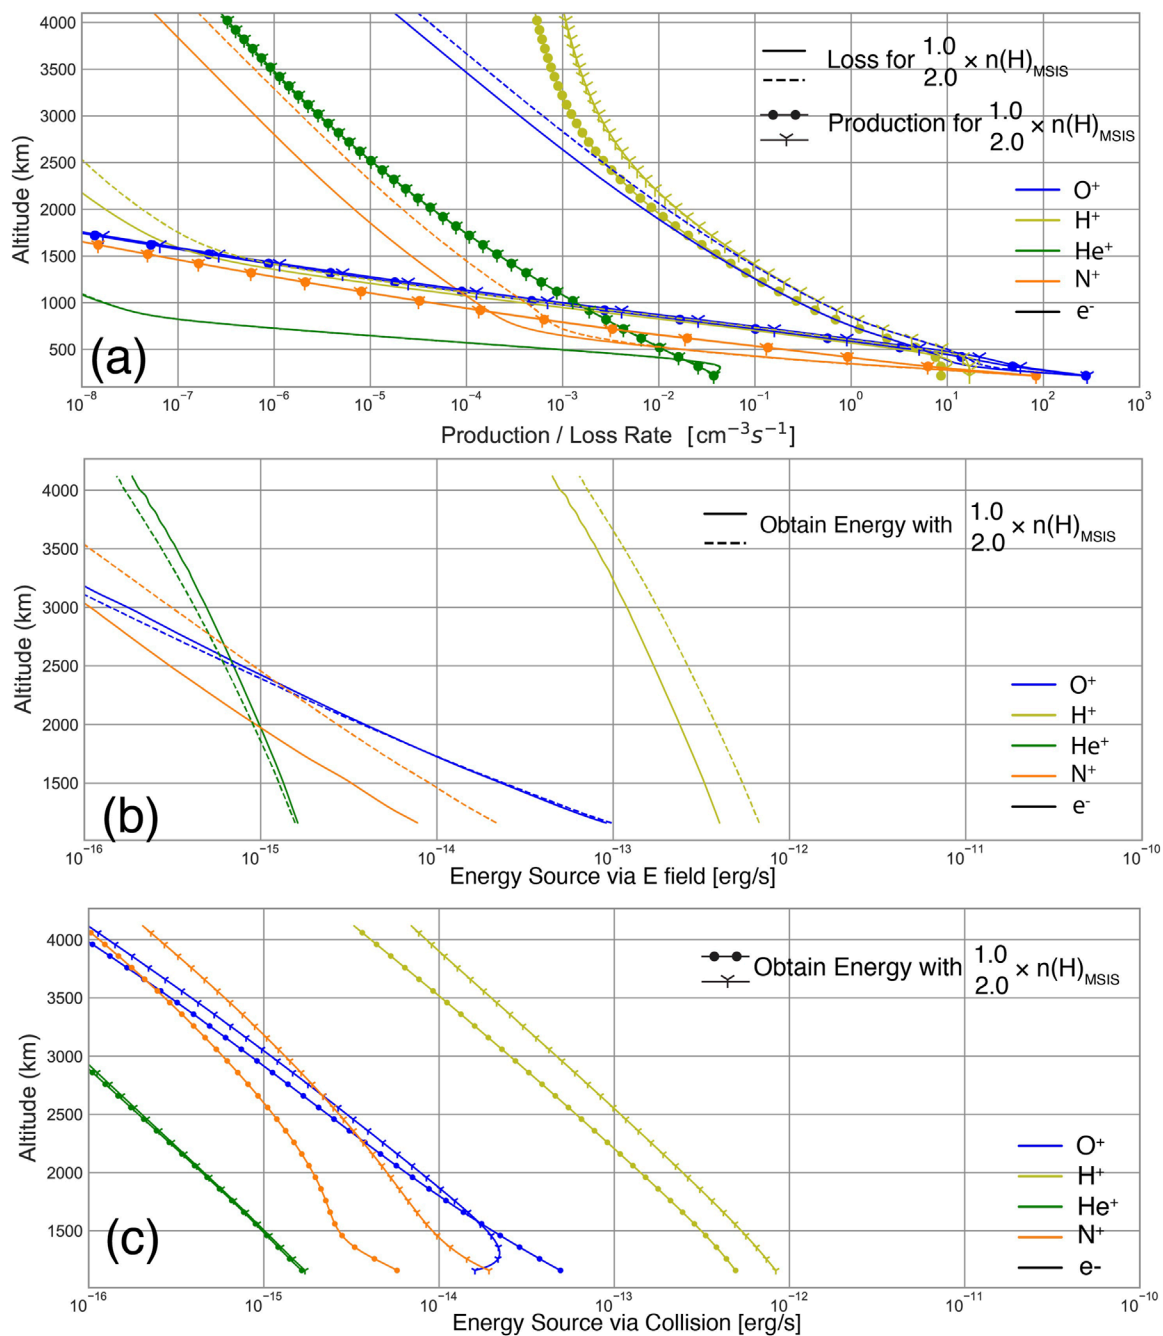 4000
3500
3000
2500
2000
1500
1000
500
Altitude (km)
(a)
Loss for 1.0
2.0 × n(H)MSIS
Production for 1.0
2.0 × n(H)MSIS
O⁺
H⁺
He⁺
N⁺
e⁻
10⁻⁸ 10⁻⁷ 10⁻⁶ 10⁻⁵ 10⁻⁴ 10⁻³ 10⁻² 10⁻¹ 10⁰ 10¹ 10² 10³
Production / Loss Rate [cm⁻³s⁻¹]
4000
3500
3000
2500
2000
1500
Altitude (km)
(b)
Obtain Energy with 1.0
2.0 × n(H)MSIS
O⁺
H⁺
He⁺
N⁺
e⁻
10⁻¹⁶ 10⁻¹⁵ 10⁻¹⁴ 10⁻¹³ 10⁻¹² 10⁻¹¹ 10⁻¹⁰
Energy Source via E field [erg/s]
4000
3500
3000
2500
2000
1500
Altitude (km)
(c)
Obtain Energy with 1.0
2.0 × n(H)MSIS
O⁺
H⁺
He⁺
N⁺
e-
10⁻¹⁶ 10⁻¹⁵ 10⁻¹⁴ 10⁻¹³ 10⁻¹² 10⁻¹¹ 10⁻¹⁰
Energy Source via Collision [erg/s]